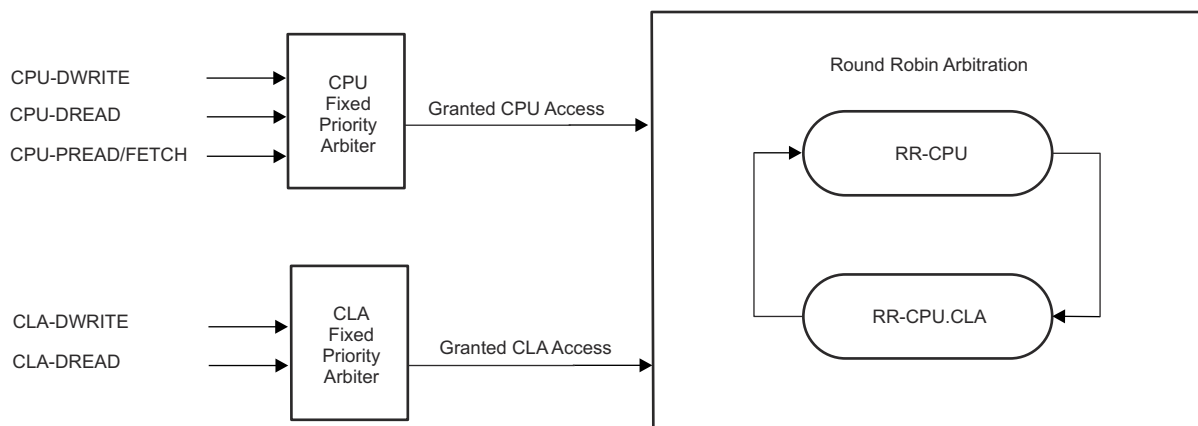 CPU-DWRITE
CPU-DREAD
CPU-PREAD/FETCH
CPU
Fixed
Priority
Arbiter
Granted CPU Access
CLA-DWRITE
CLA-DREAD
CLA
Fixed
Priority
Arbiter
Granted CLA Access
Round Robin Arbitration
RR-CPU
RR-CPU.CLA